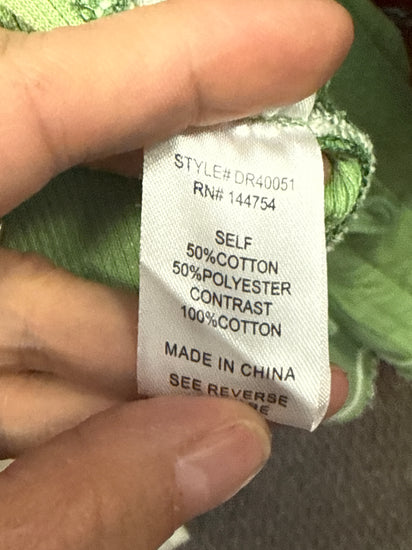 STYLE# DR40051
RN# 144754
SELF
50%COTTON
50%POLYESTER
CONTRAST
100%COTTON
MADE IN CHINA
SEE REVERSE